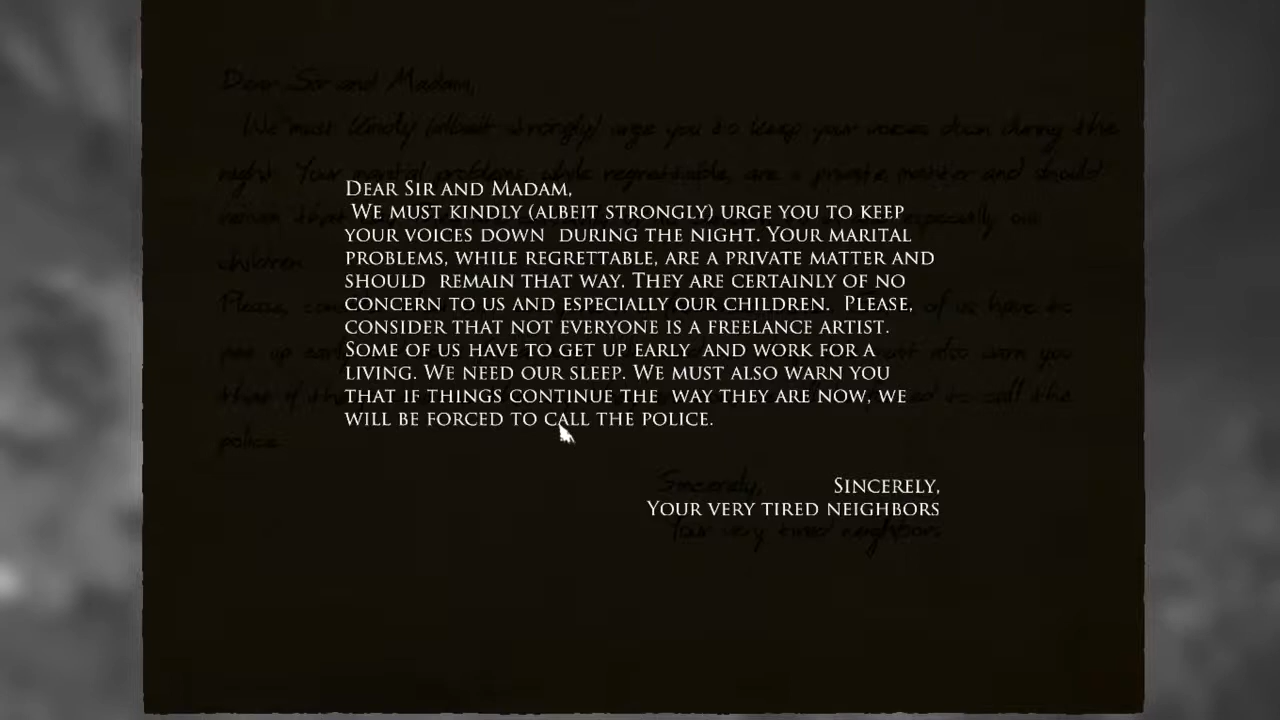 Dear Sir and Madam,
We must kindly (albeit strongly) urge you to keep
your voices down during the night. Your marital
problems, while regrettable, are a private matter and
should remain that way. They are certainly of no
concern to us and especially our children. Please,
consider that not everyone is a freelance artist.
Some of us have to get up early and work for a
living. We need our sleep. We must also warn you
that if things continue the way they are now, we
will be forced to call the police.
Sincerely,
Your very tired neighbors